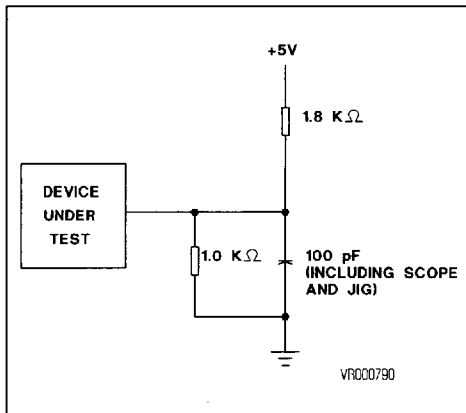 +5V
1.8 KΩ
DEVICE
UNDER
TEST
1.0 KΩ
100 pF
(INCLUDING SCOPE
AND JIG)
VR000790